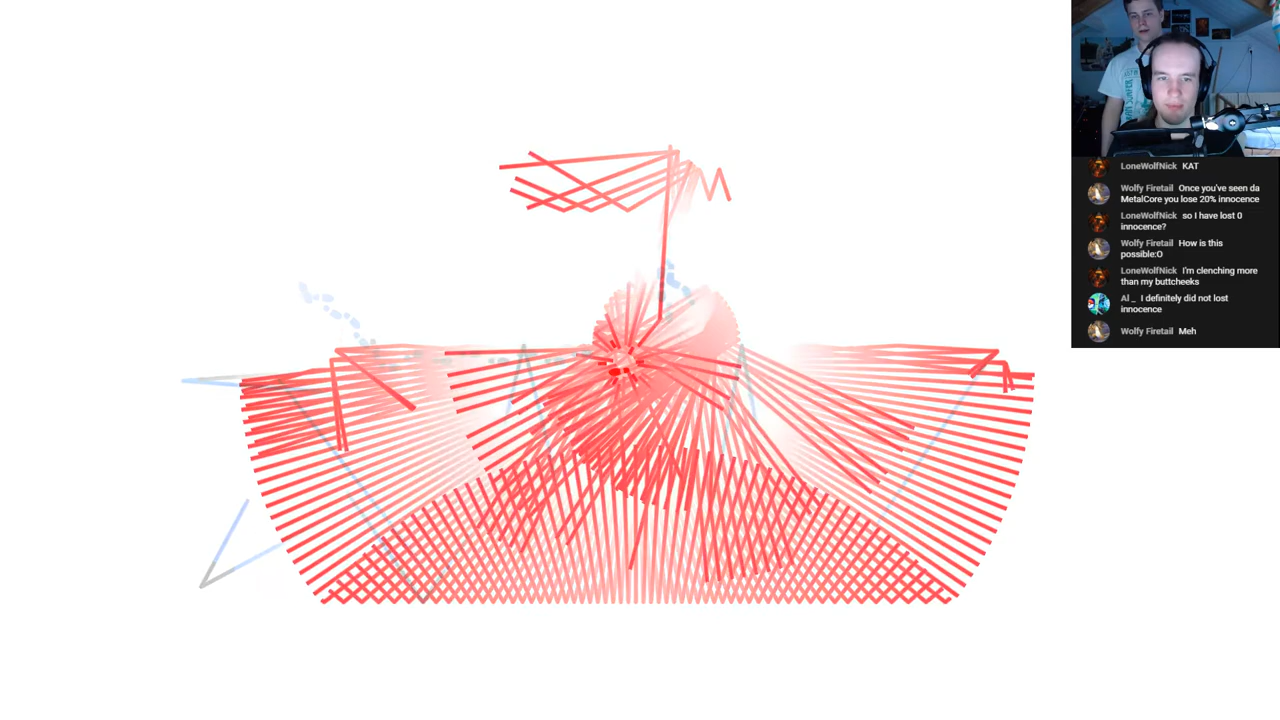 LoneWolfNick KAT
Wolfy Firetail Once you've seen da
MetalCore you lose 20% innocence
LoneWolfNick so I have lost 0
innocence?
Wolfy Firetail How is this
possible:O
LoneWolfNick I'm clenching more
than my buttcheeks
Al _ I definitely did not lost
innocence
Wolfy Firetail Meh